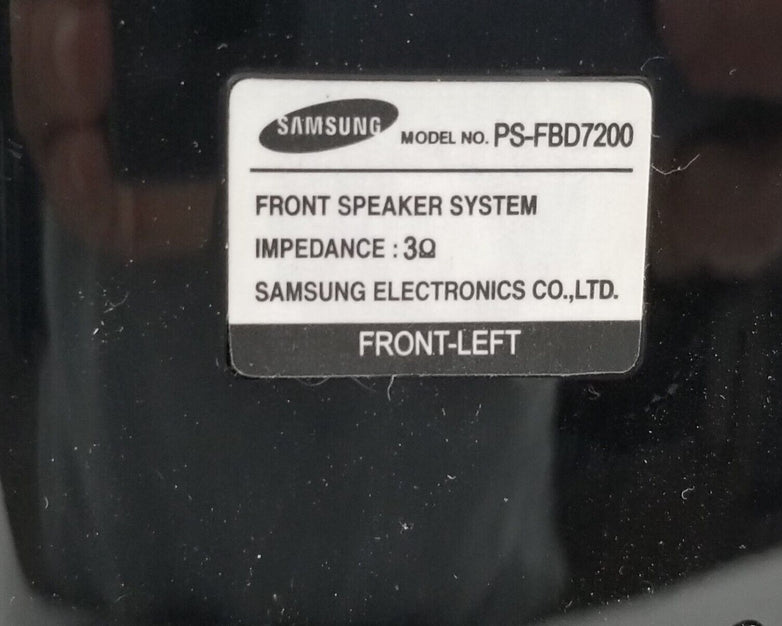 SAMSUNG MODEL NO. PS-FBD7200
FRONT SPEAKER SYSTEM
IMPEDANCE : 3Ω
SAMSUNG ELECTRONICS CO.,LTD.
FRONT-LEFT